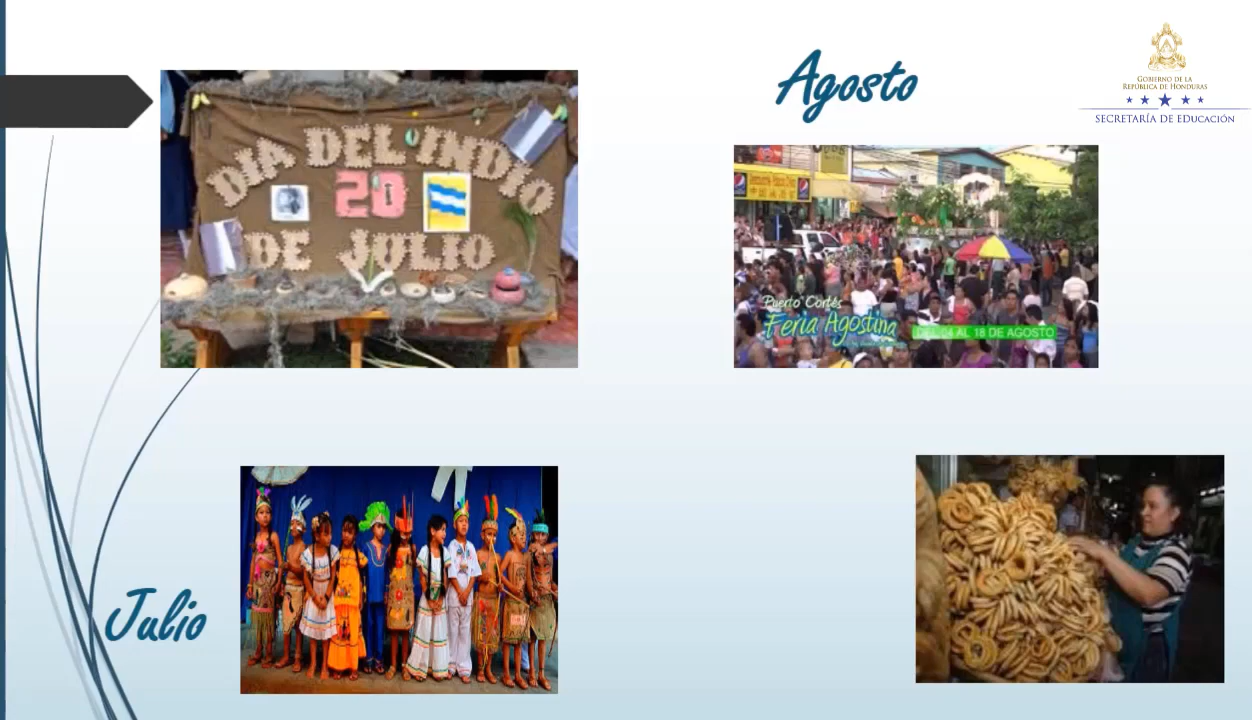 Agosto
GOBIERNO DE LA
REPÚBLICA DE HONDURAS
SECRETARÍA DE EDUCACIÓN
DIA DEL INDIO
20
DE JULIO
Puerto Cortés
Feria Agostina
DEL 04 AL 18 DE AGOSTO
Julio